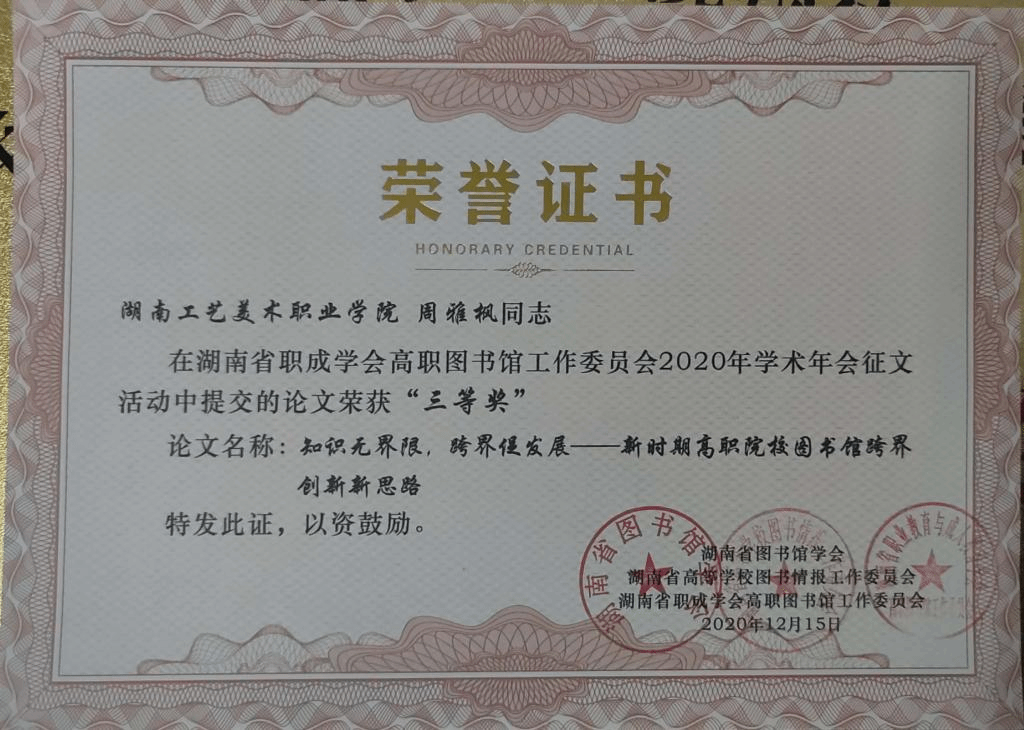 荣誉证书
HONORARY CREDENTIAL
湖南工艺美术职业学院 周雅枫同志
在湖南省职成学会高职图书馆工作委员会2020年学术年会征文
活动中提交的论文荣获“三等奖”
论文名称：知识无界限，跨界促发展——新时期高职院校图书馆跨界
创新新思路
特发此证，以资鼓励。
湖南省图书馆学会
湖南省高等学校图书情报工作委员会
湖南省职成学会高职图书馆工作委员会
2020年12月15日
湖南省图书馆